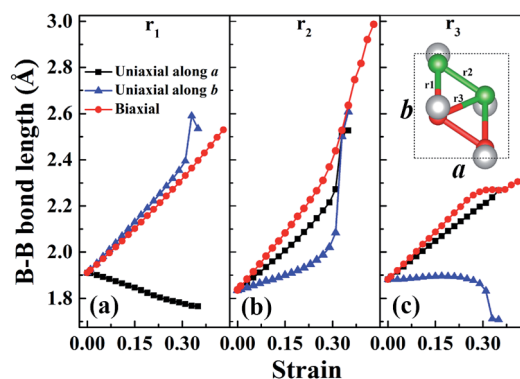 r1 r2 r3
3.0
2.8
2.6
2.4
2.2
2.0
1.8
B-B bond length (Å)
Uniaxial along a
Uniaxial along b
Biaxial
r1
r2
r3
b
a
(a) (b) (c)
0.00 0.15 0.30 0.00 0.15 0.30 0.00 0.15 0.30
Strain